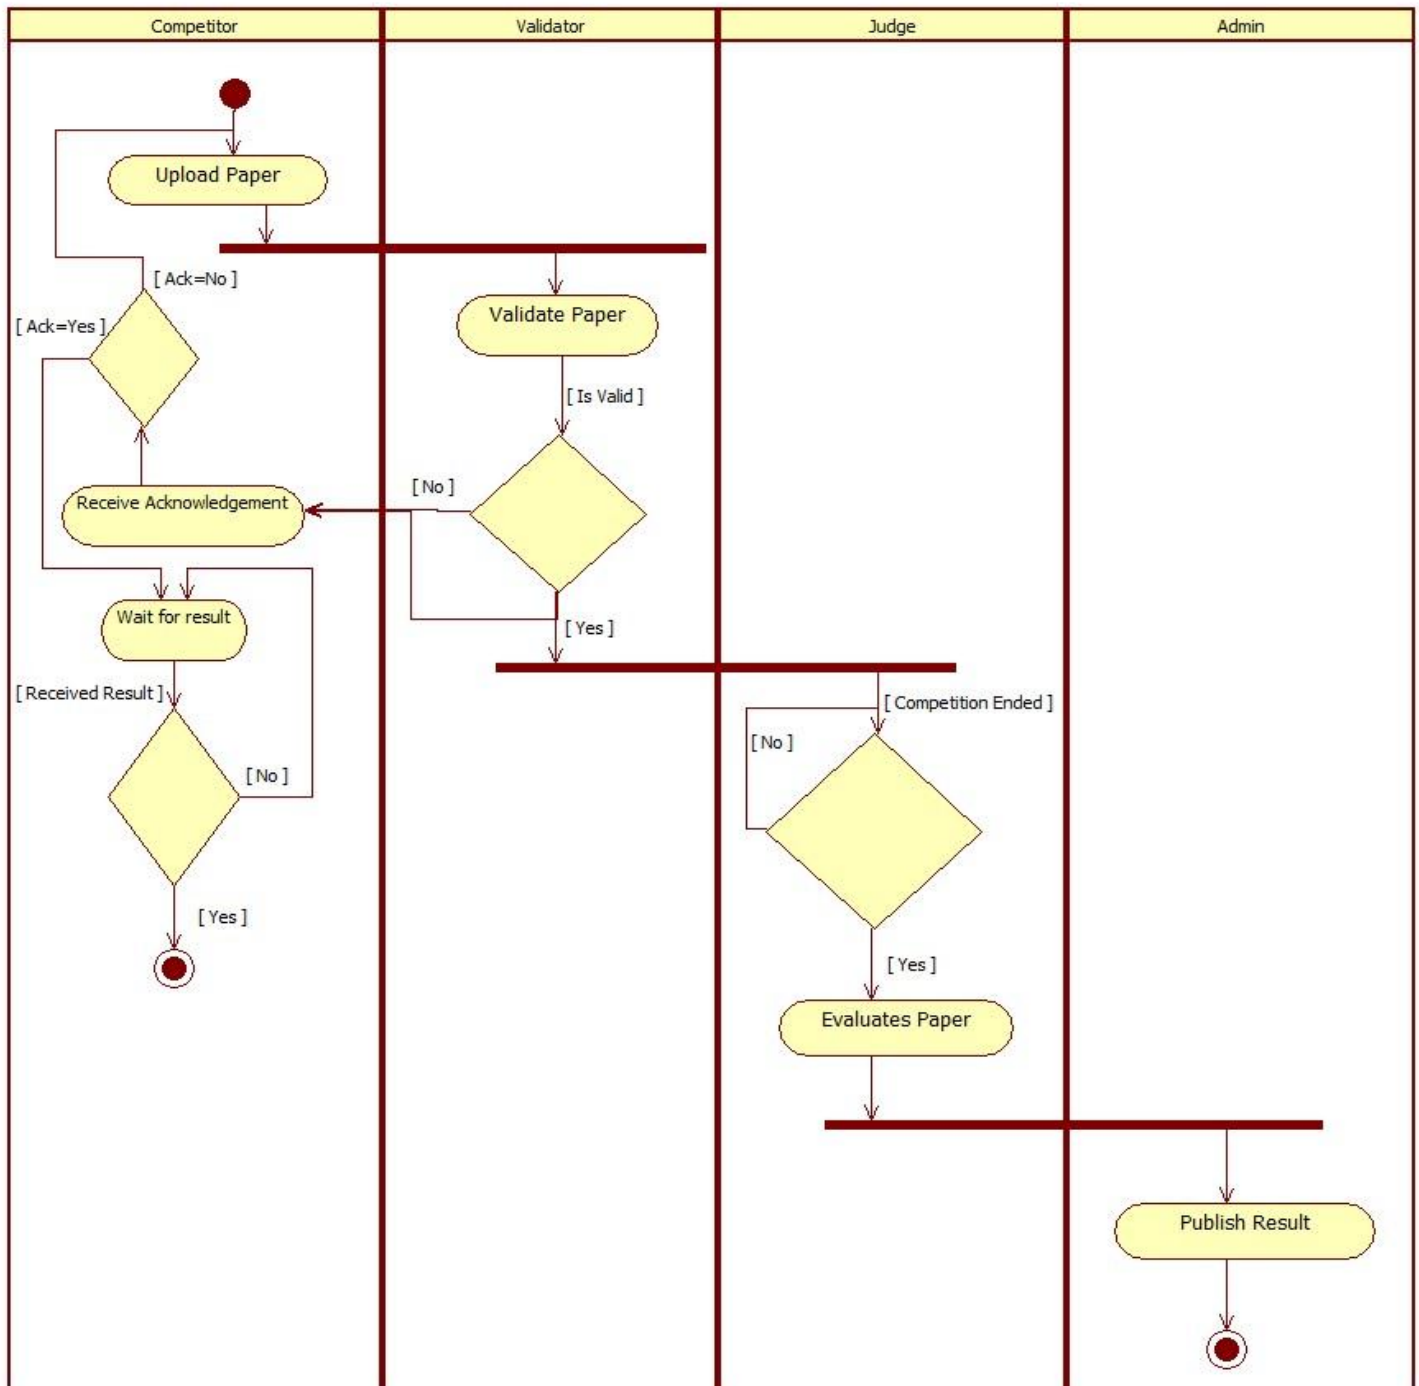 Competitor
Validator
Judge
Admin
Upload Paper
[ Ack=No ]
[ Ack=Yes ]
Validate Paper
[ Is Valid ]
[ No ]
Receive Acknowledgement
Wait for result
[ Yes ]
[ Received Result ]
[ Competition Ended ]
[ No ]
[ No ]
[ Yes ]
[ Yes ]
Evaluates Paper
Publish Result